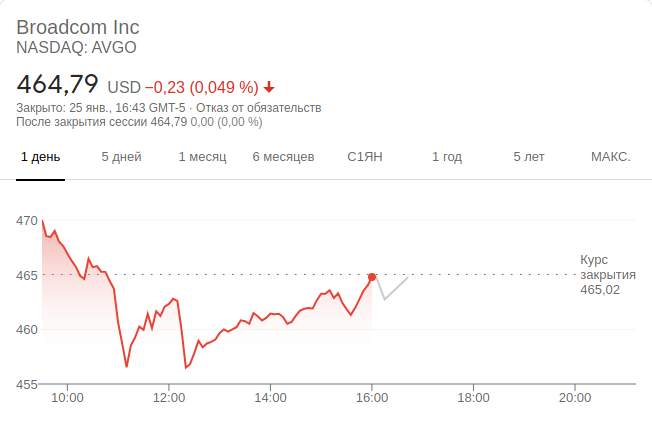 Broadcom Inc
NASDAQ: AVGO
464,79 USD −0,23 (0,049 %)
Закрыто: 25 янв., 16:43 GMT-5 · Отказ от обязательств
После закрытия сессии 464,79 0,00 (0,00 %)
1 день 5 дней 1 месяц 6 месяцев С1ЯН 1 год 5 лет МАКС.
470
465
460
455
Курс
закрытия
465,02
10:00 12:00 14:00 16:00 18:00 20:00